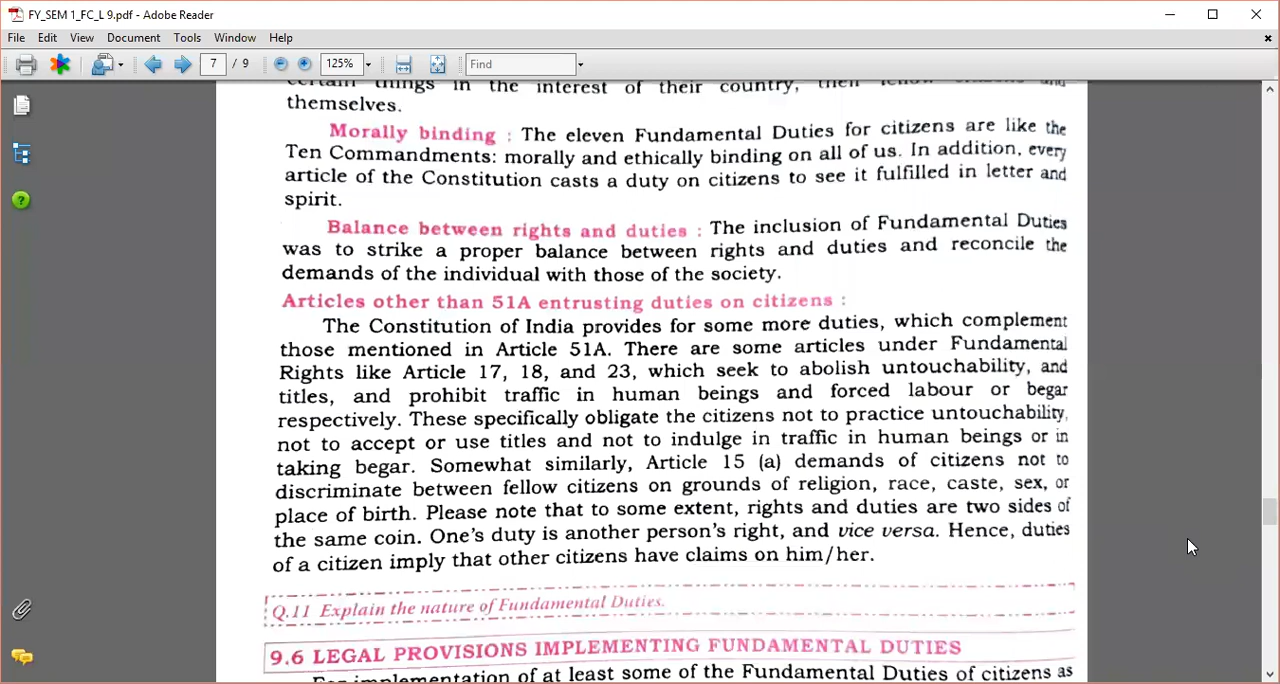 FY_SEM 1_FC_L 9.pdf - Adobe Reader
File Edit View Document Tools Window Help
7 / 9 125% Find
certain things in the interest of their country,
themselves.
Morally binding : The eleven Fundamental Duties for citizens are like the
Ten Commandments: morally and ethically binding on all of us. In addition, every
article of the Constitution casts a duty on citizens to see it fulfilled in letter and
spirit.
Balance between rights and duties : The inclusion of Fundamental Duties
was to strike a proper balance between rights and duties and reconcile the
demands of the individual with those of the society.
Articles other than 51A entrusting duties on citizens :
The Constitution of India provides for some more duties, which complement
those mentioned in Article 51A. There are some articles under Fundamental
Rights like Article 17, 18, and 23, which seek to abolish untouchability, and
titles, and prohibit traffic in human beings and forced labour or begar
respectively. These specifically obligate the citizens not to practice untouchability,
not to accept or use titles and not to indulge in traffic in human beings or in
taking begar. Somewhat similarly, Article 15 (a) demands of citizens not to
discriminate between fellow citizens on grounds of religion, race, caste, sex, or
place of birth. Please note that to some extent, rights and duties are two sides of
the same coin. One's duty is another person's right, and vice versa. Hence, duties
of a citizen imply that other citizens have claims on him/her.
Q.11 Explain the nature of Fundamental Duties.
9.6 LEGAL PROVISIONS IMPLEMENTING FUNDAMENTAL DUTIES
For implementation of at least some of the Fundamental Duties of citizens as